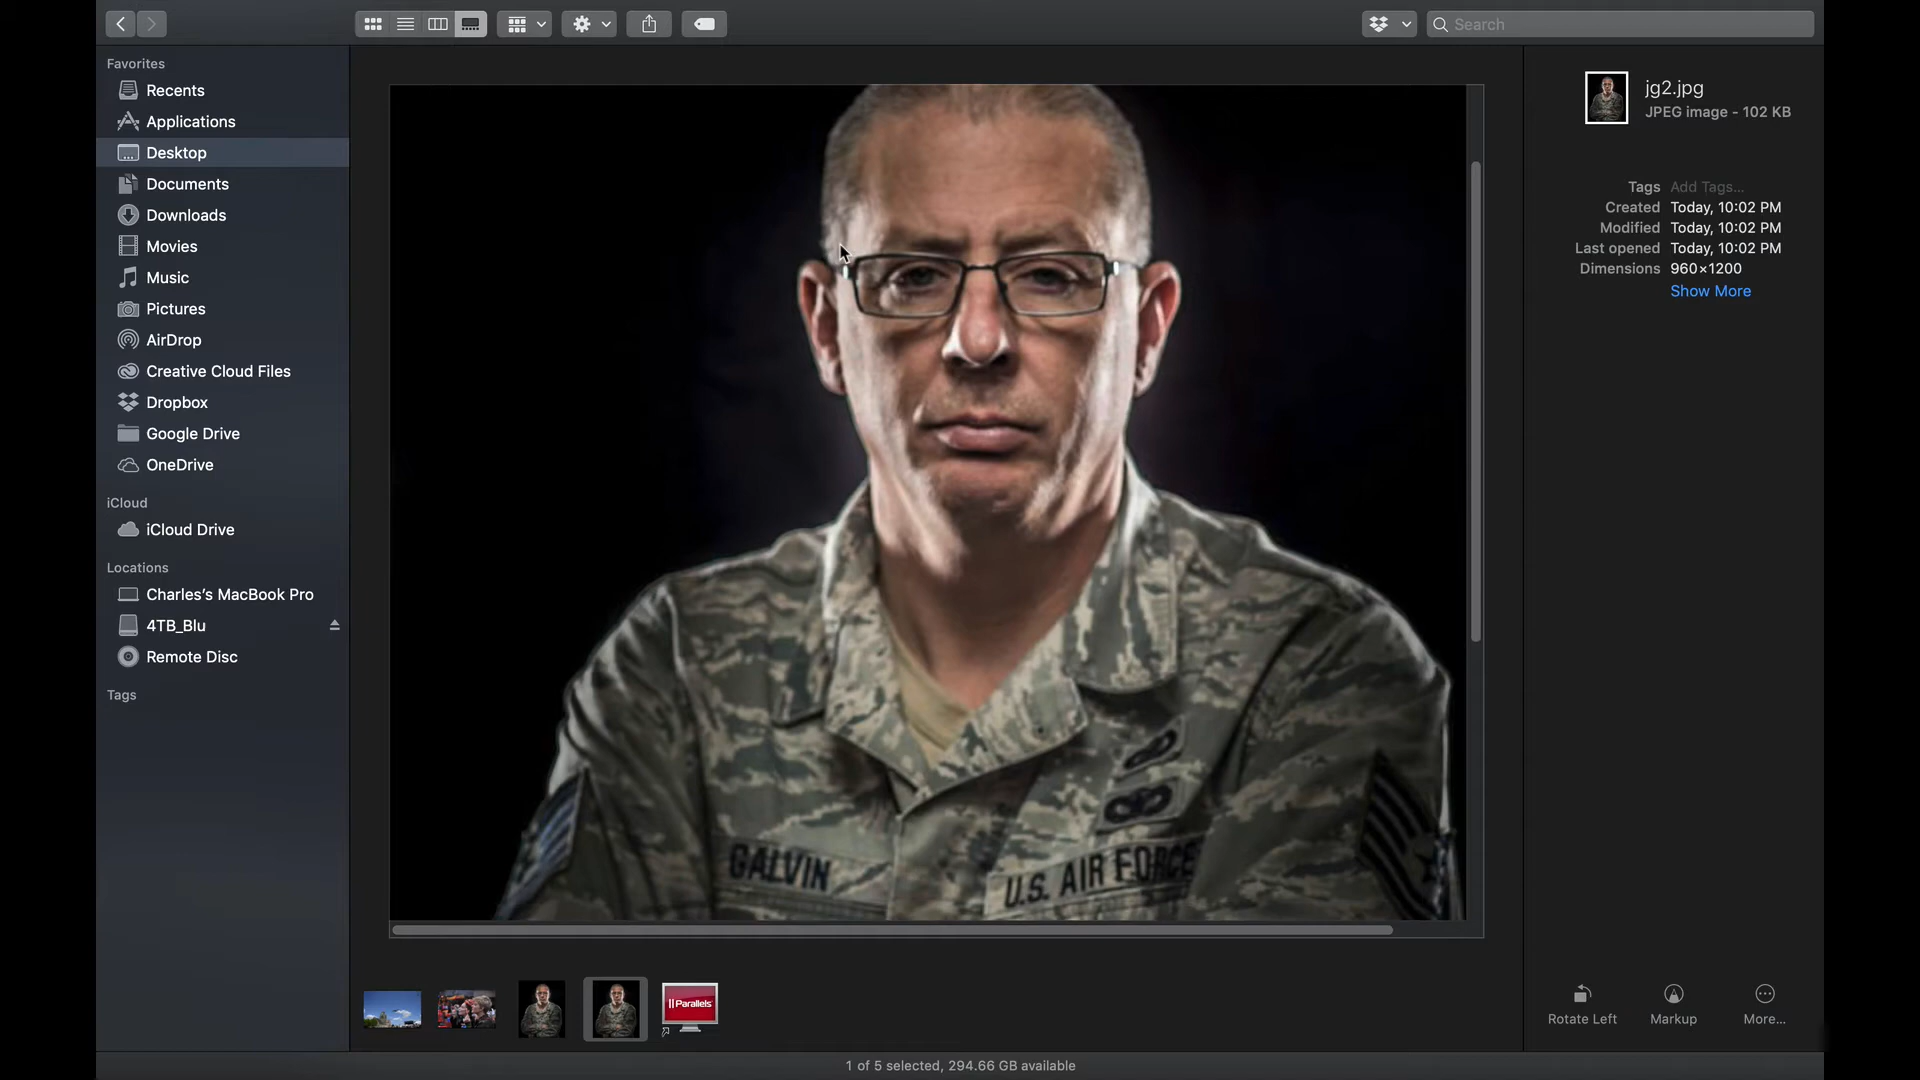 Search
Favorites
Recents
Applications
Desktop
Documents
Downloads
Movies
Music
Pictures
AirDrop
Creative Cloud Files
Dropbox
Google Drive
OneDrive
iCloud
iCloud Drive
Locations
Charles's MacBook Pro
4TB_Blu
Remote Disc
Tags
GALVIN
U.S. AIR FORCE
jg2.jpg
JPEG image - 102 KB
Tags Add Tags...
Created Today, 10:02 PM
Modified Today, 10:02 PM
Last opened Today, 10:02 PM
Dimensions 960×1200
Show More
Parallels
Rotate Left
Markup
More...
1 of 5 selected, 294.66 GB available